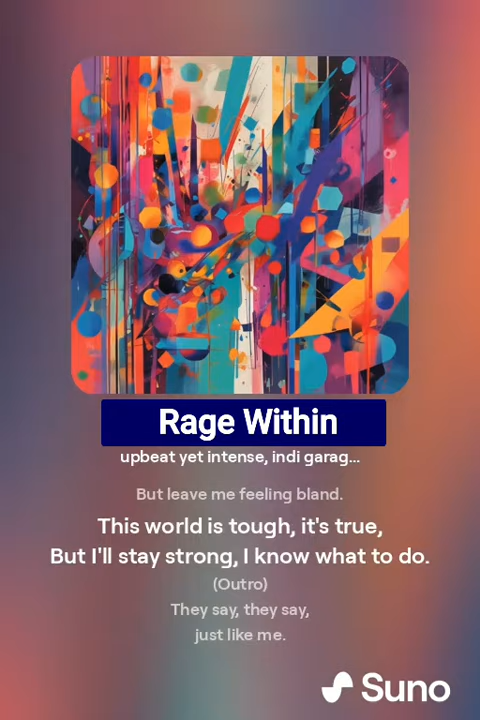 Rage Within
upbeat yet intense, indi garag...
But leave me feeling bland.
This world is tough, it's true,
But I'll stay strong, I know what to do.
(Outro)
They say, they say,
just like me.
Suno